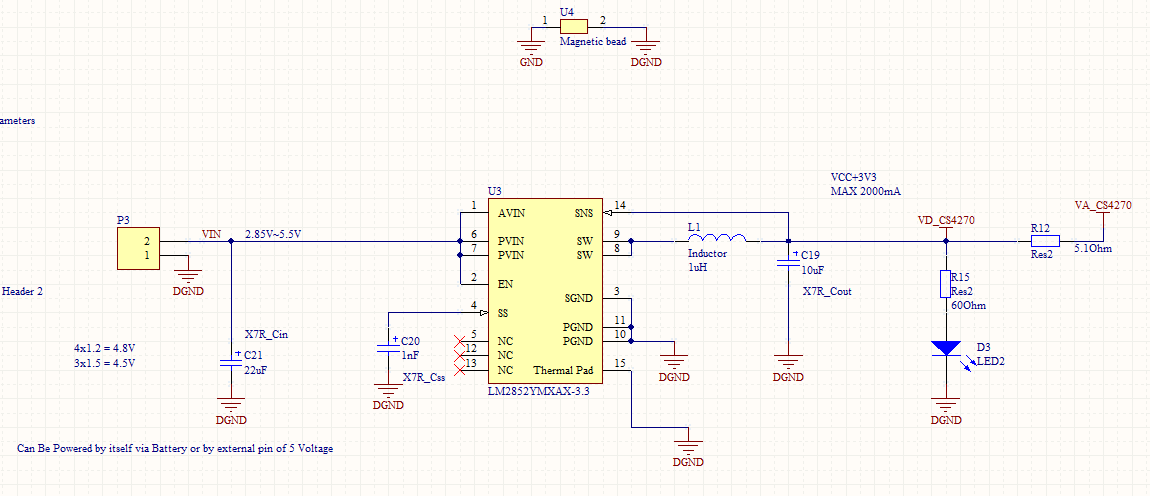 U4
1
2
Magnetic bead
GND
DGND
ameters
VCC+3V3
MAX 2000mA
U3
P3
2
1
VIN
2.85V~5.5V
DGND
Header 2
1
AVIN
6
PVIN
7
PVIN
2
EN
4
SS
5
NC
12
NC
13
NC
SNS
14
SW
9
SW
8
SGND
3
PGND
11
PGND
10
Thermal Pad
15
LM2852YMXAX-3.3
L1
Inductor
1uH
VD_CS4270
VA_CS4270
R12
Res2
5.1Ohm
C19
10uF
X7R_Cout
R15
Res2
60Ohm
D3
LED2
X7R_Cin
C21
22uF
C20
1nF
X7R_Css
4x1.2 = 4.8V
3x1.5 = 4.5V
DGND
DGND
DGND
DGND
DGND
DGND
Can Be Powered by itself via Battery or by external pin of 5 Voltage